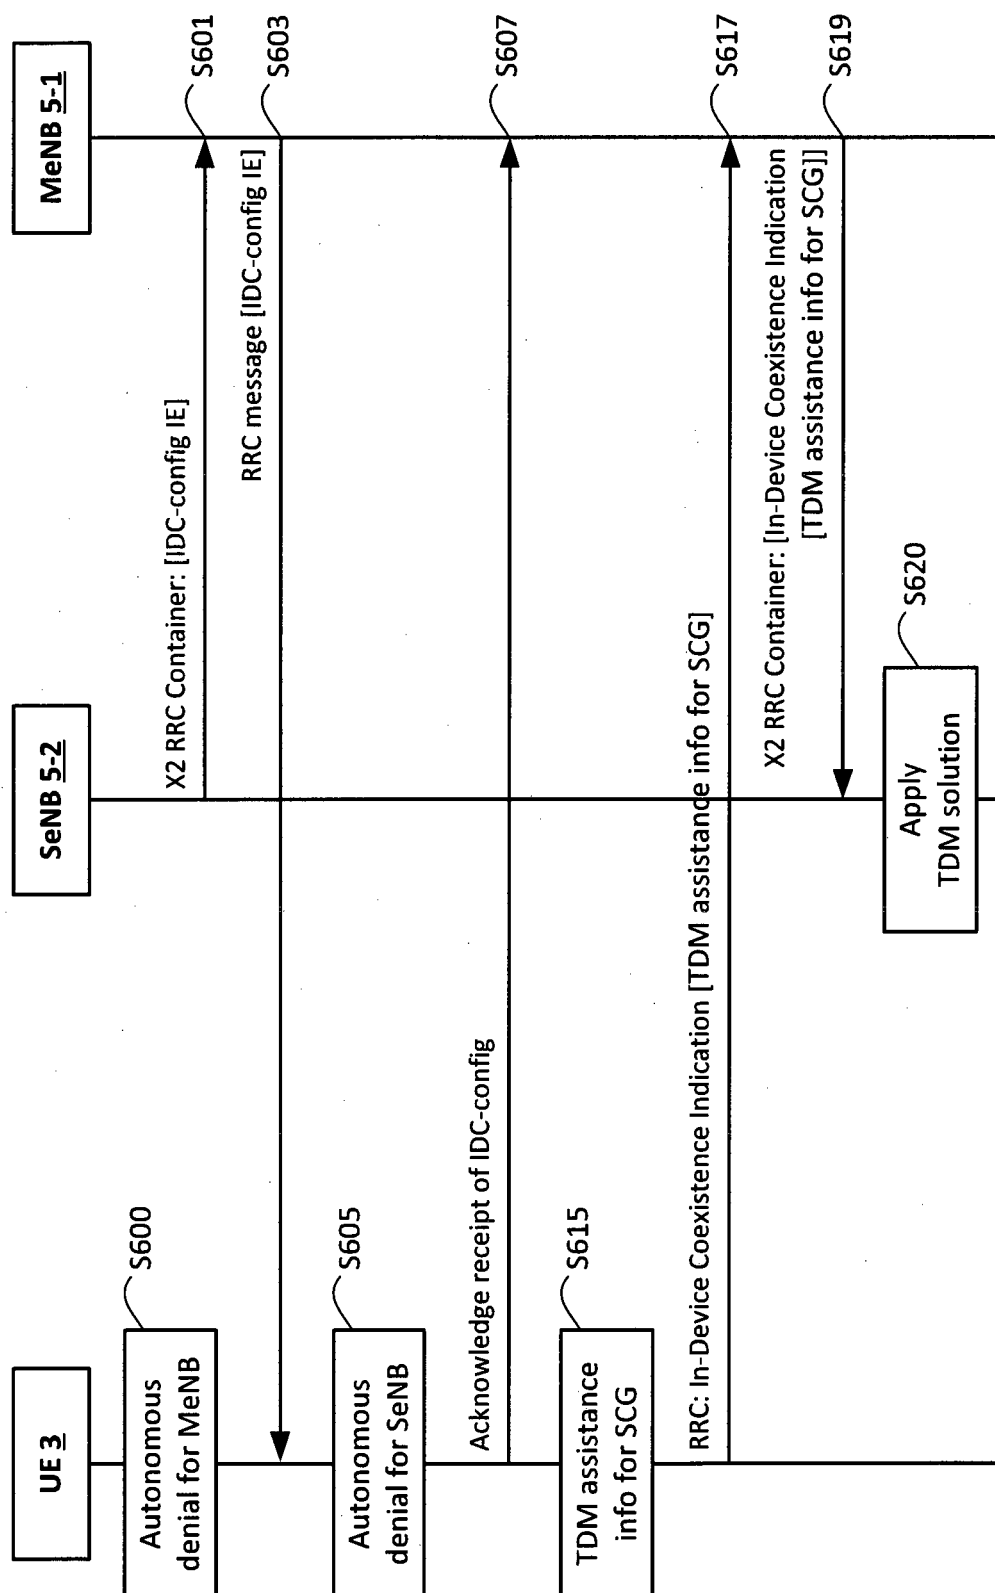 UE 3
SeNB 5-2
MeNB 5-1
Autonomous
denial for MeNB
S600
X2 RRC Container: [IDC-config IE]
S601
RRC message [IDC-config IE]
S603
Autonomous
denial for SeNB
S605
Acknowledge receipt of IDC-config
S607
TDM assistance
info for SCG
S615
RRC: In-Device Coexistence Indication [TDM assistance info for SCG]
S617
X2 RRC Container: [In-Device Coexistence Indication
[TDM assistance info for SCG]]
S619
Apply
TDM solution
S620